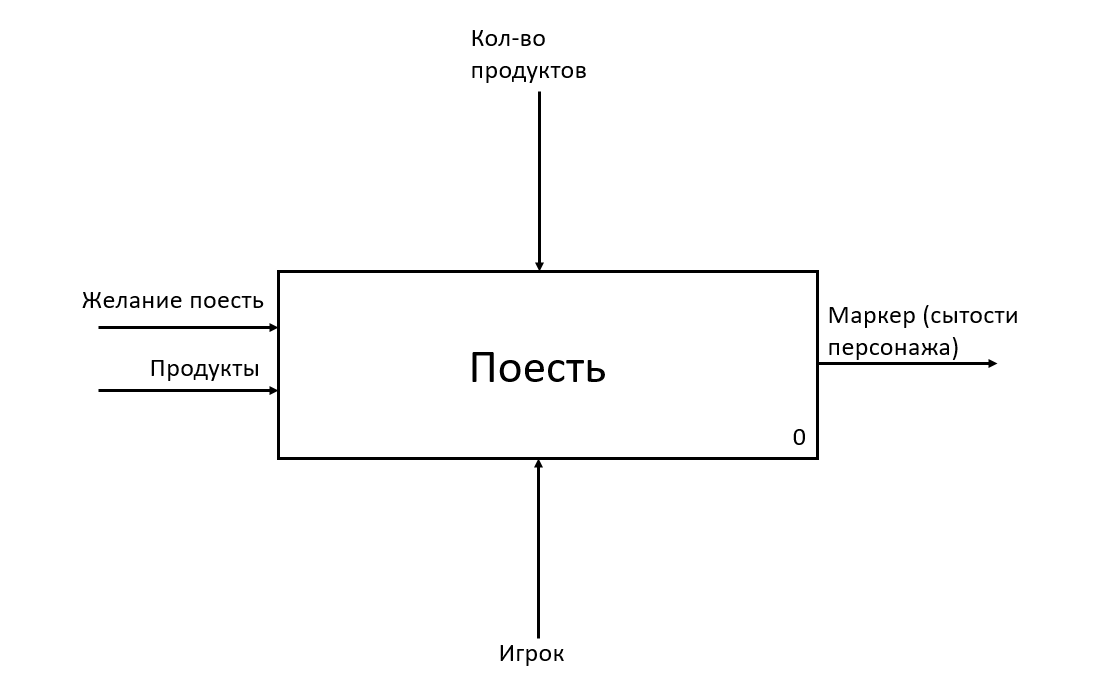 Кол-во
продуктов
Желание поесть
Продукты
Поесть
0
Маркер (сытости
персонажа)
Игрок